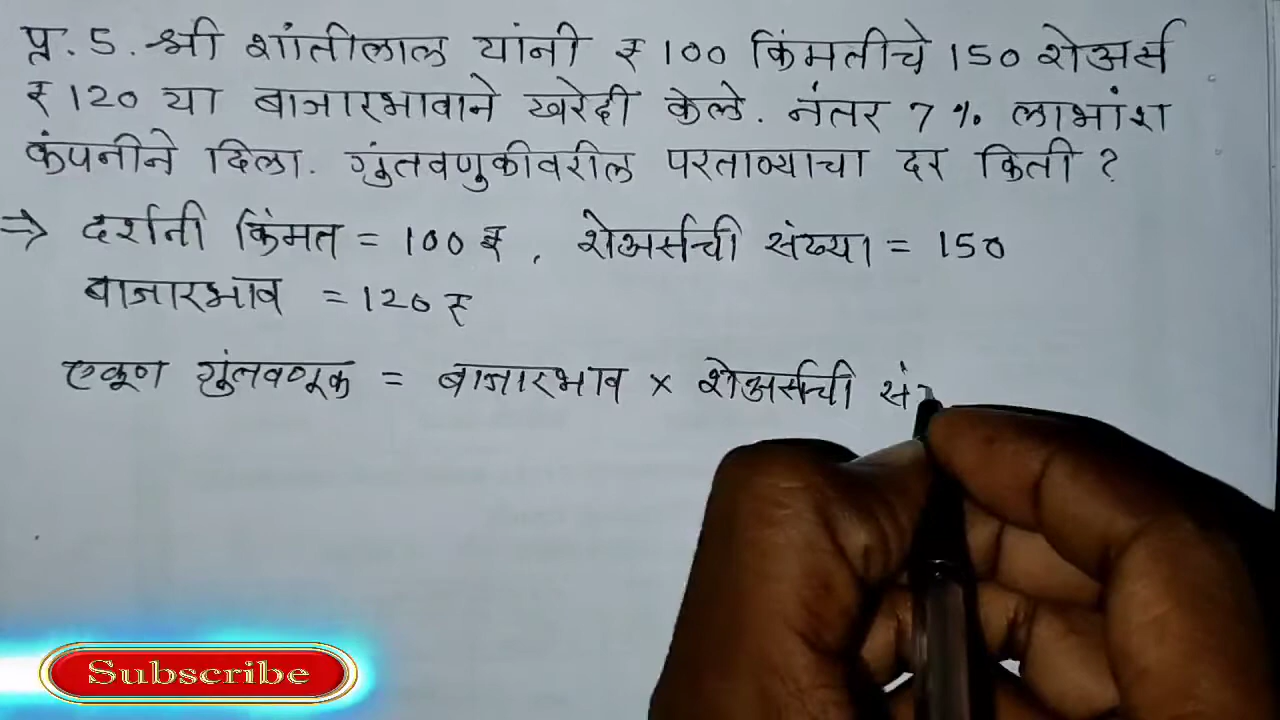 प्र. 5. श्री शांतीलाल यांनी ₹ 100 किंमतीचे 150 शेअर्स
₹ 120 या बाजारभावाने खरेदी केले. नंतर 7 % लाभांश
कंपनीने दिला. गुंतवणुकीवरील परताव्याचा दर किती ?
⇒ दर्शनी किंमत = 100 ₹ , शेअर्सची संख्या = 150
बाजारभाव = 120 ₹
एकूण गुंतवणूक = बाजारभाव × शेअर्सची सं
Subscribe